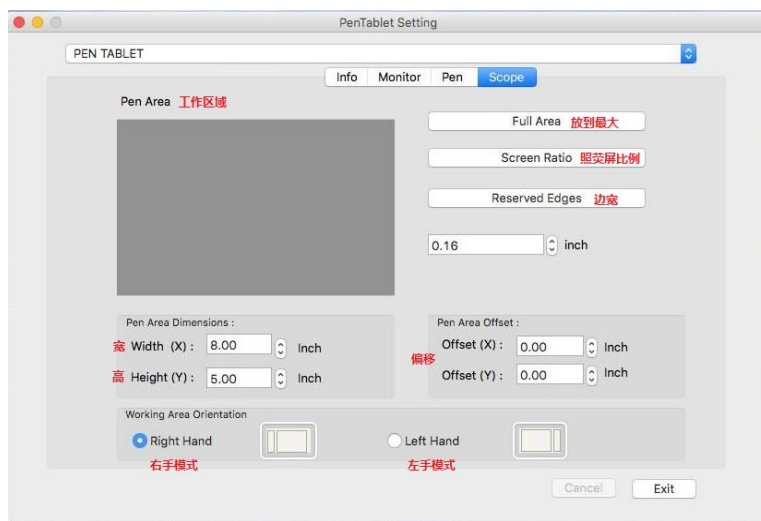 PenTablet Setting
PEN TABLET
Info Monitor Pen Scope
Pen Area 工作区域
Full Area 放到最大
Screen Ratio 照荧屏比例
Reserved Edges 边宽
0.16 inch
Pen Area Dimensions :
宽 Width (X) : 8.00 Inch
高 Height (Y) : 5.00 Inch
Pen Area Offset :
偏移
Offset (X) : 0.00 Inch
Offset (Y) : 0.00 Inch
Working Area Orientation
Right Hand Left Hand
右手模式 左手模式
Cancel Exit